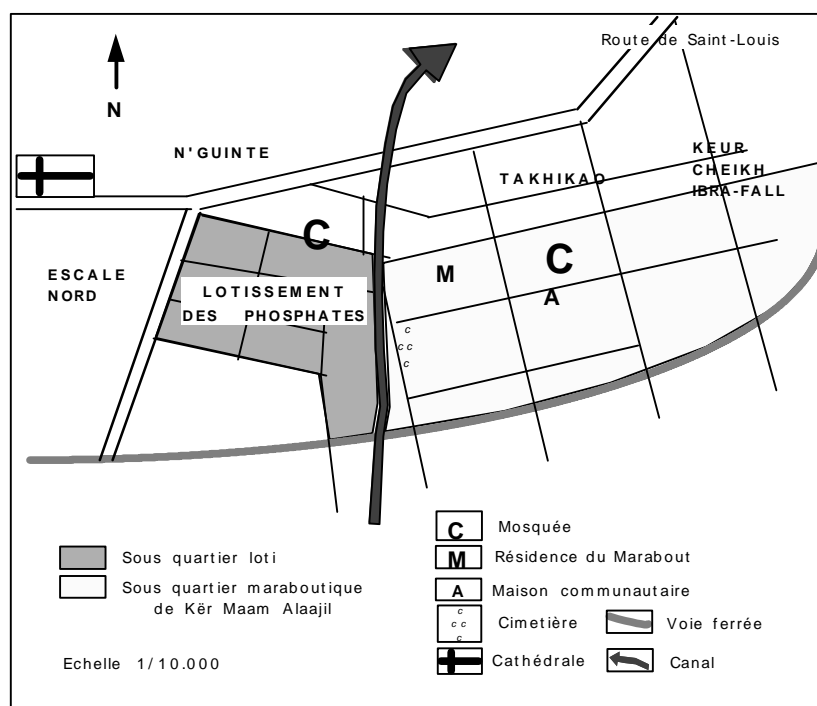 Route de Saint-Louis
N
N'GUINTE
TAKHIKAO
KEUR
CHEIKH
IBRA-FALL
C
ESCALE
NORD
LOTISSEMENT
DES PHOSPHATES
M
C
A
c
c c
c
Sous quartier loti
Sous quartier maraboutique
de Kër Maam Alaajil
Echelle 1/10.000
C Mosquée
M Résidence du Marabout
A Maison communautaire
c
c c
c
Cimetière
Voie ferrée
Cathédrale
Canal